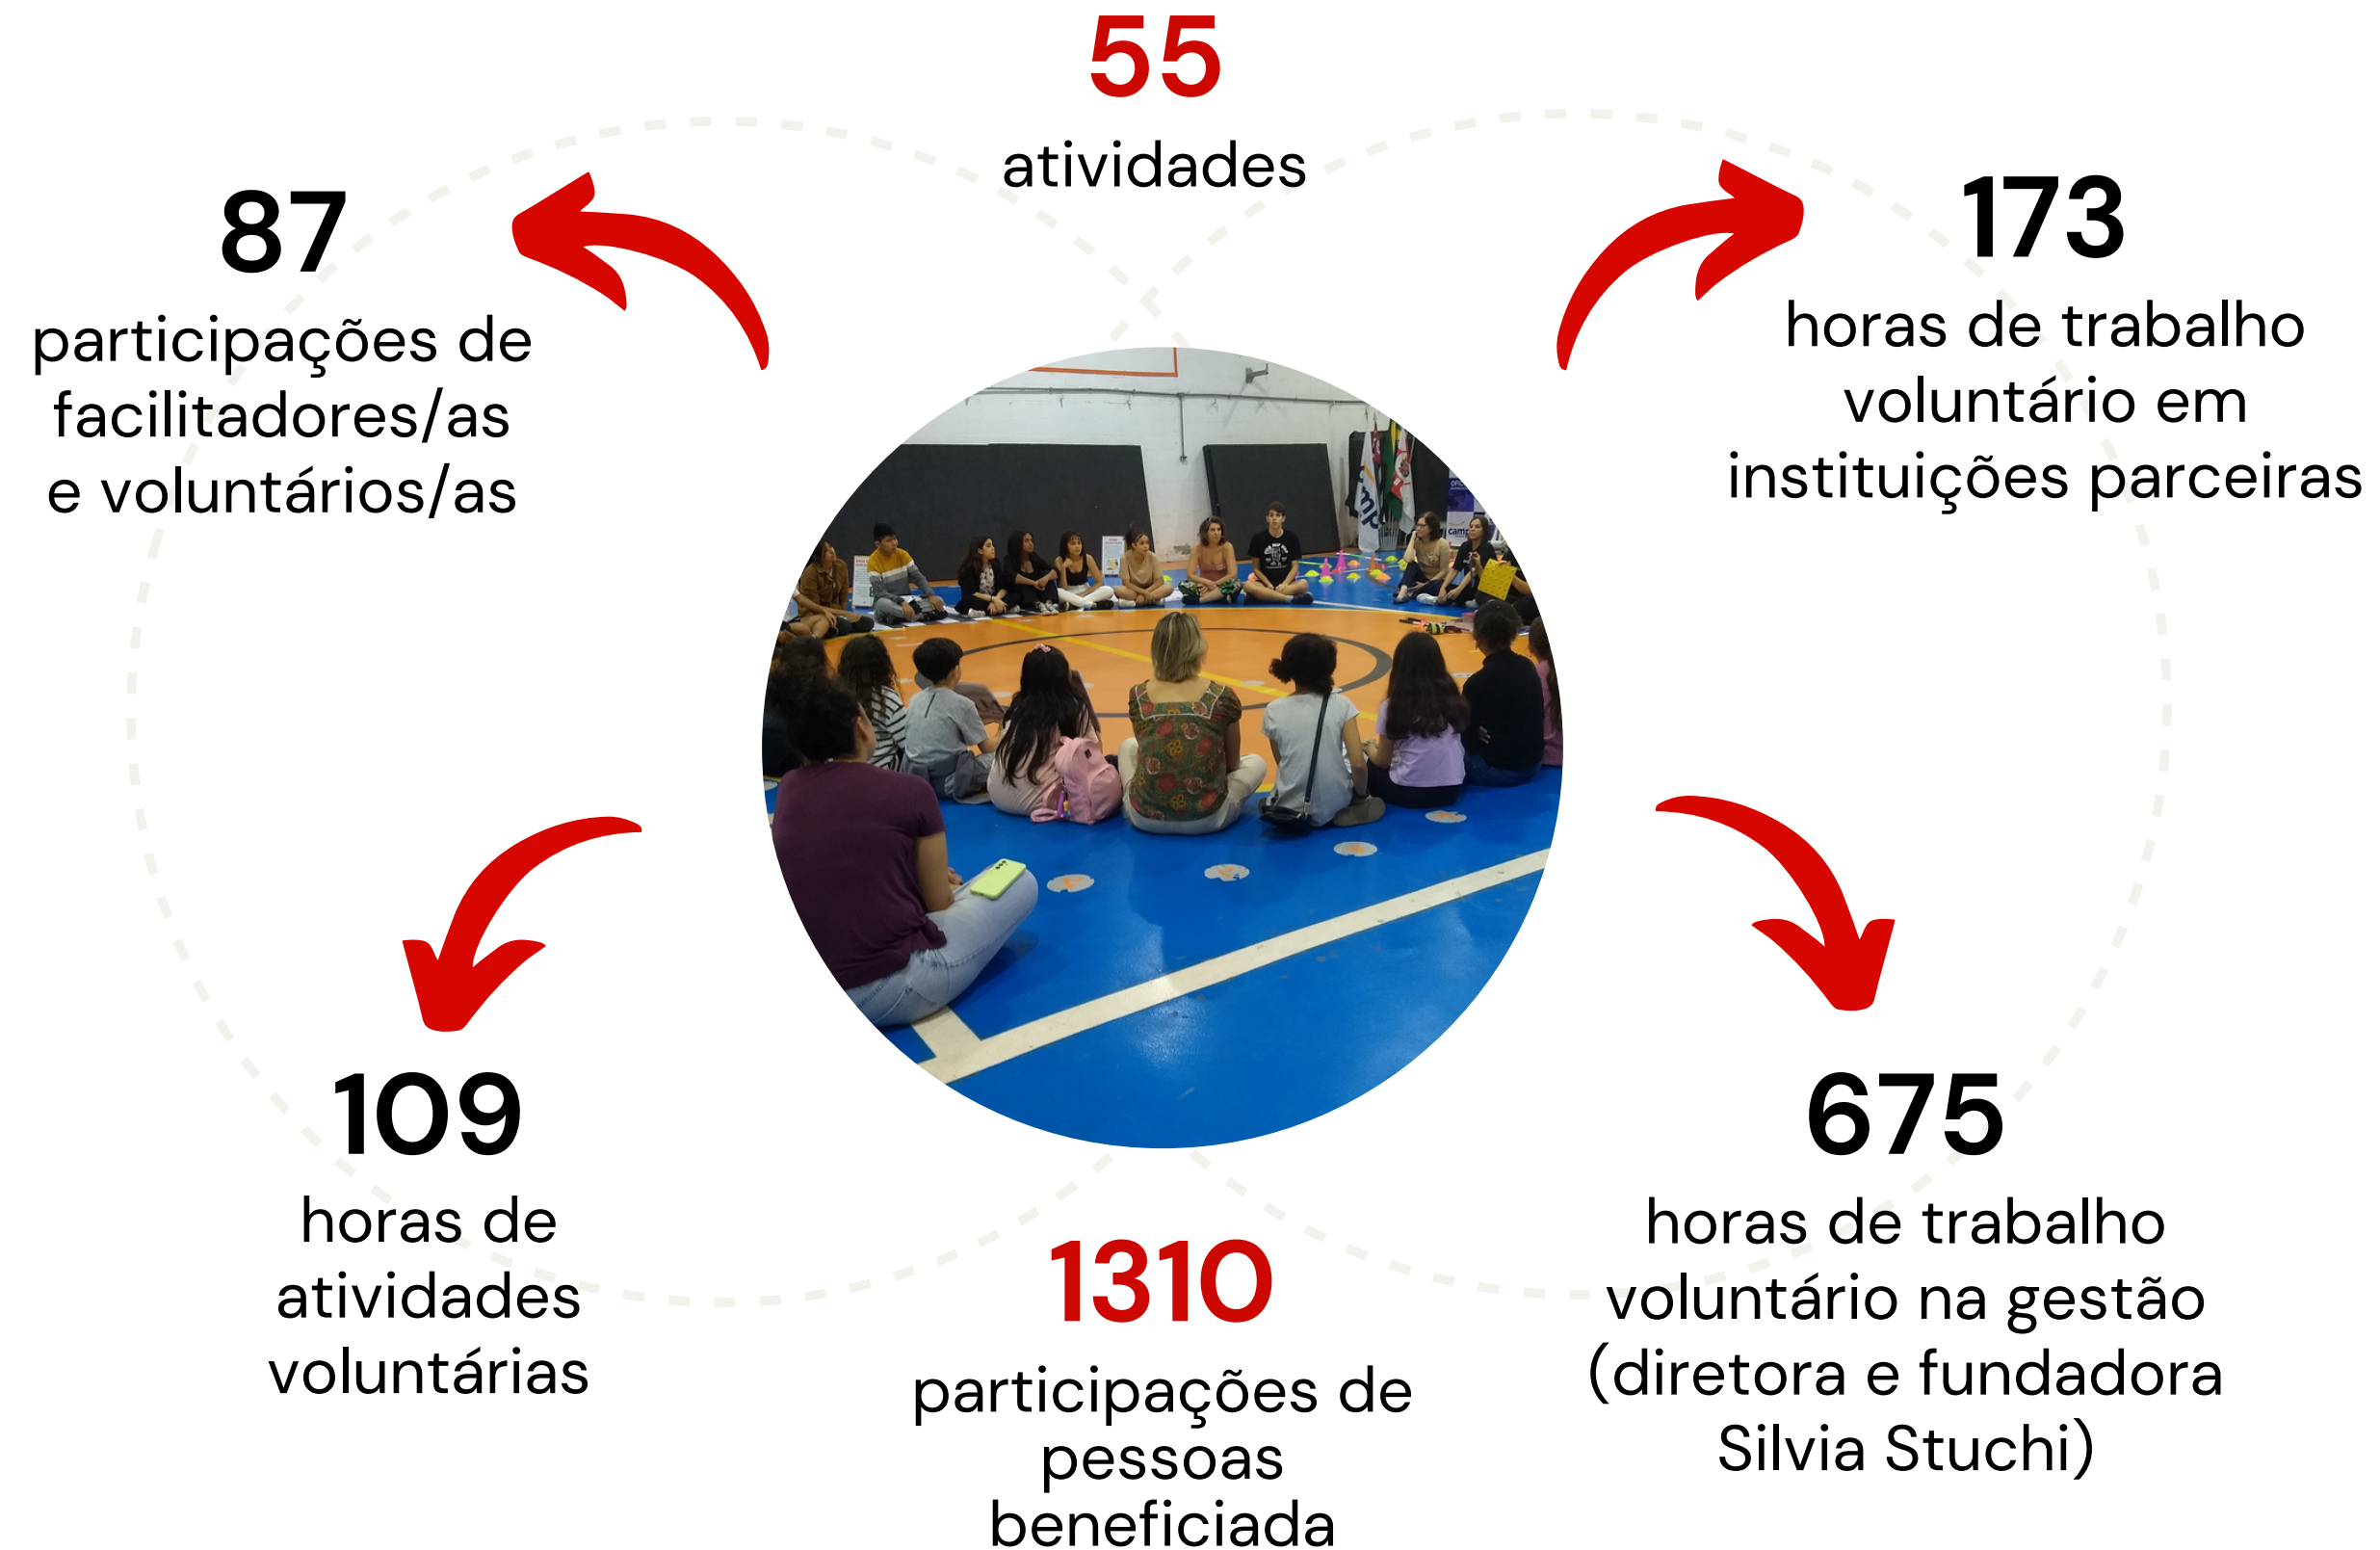 55
atividades
87
participações de
facilitadores/as
e voluntários/as
173
horas de trabalho
voluntário em
instituições parceiras
109
horas de
atividades
voluntárias
1310
participações de
pessoas
beneficiada
675
horas de trabalho
voluntário na gestão
(diretora e fundadora
Silvia Stuchi)